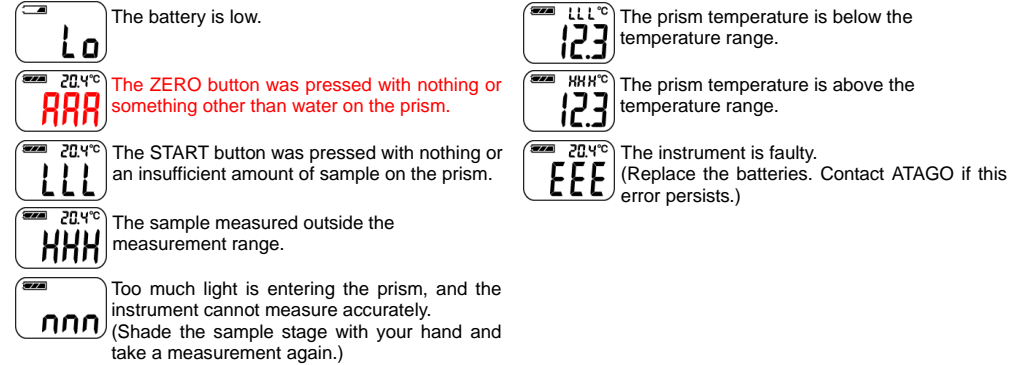 The battery is low.
Lo
20.4°C
The ZERO button was pressed with nothing or
AAA
something other than water on the prism.
20.4°C
The START button was pressed with nothing or
LLL
an insufficient amount of sample on the prism.
20.4°C
The sample measured outside the
HHH
measurement range.
Too much light is entering the prism, and the
nnn
instrument cannot measure accurately.
(Shade the sample stage with your hand and
take a measurement again.)
LLL°C
The prism temperature is below the
12.3
temperature range.
HHH°C
The prism temperature is above the
12.3
temperature range.
20.4°C
The instrument is faulty.
EEE
(Replace the batteries. Contact ATAGO if this
error persists.)